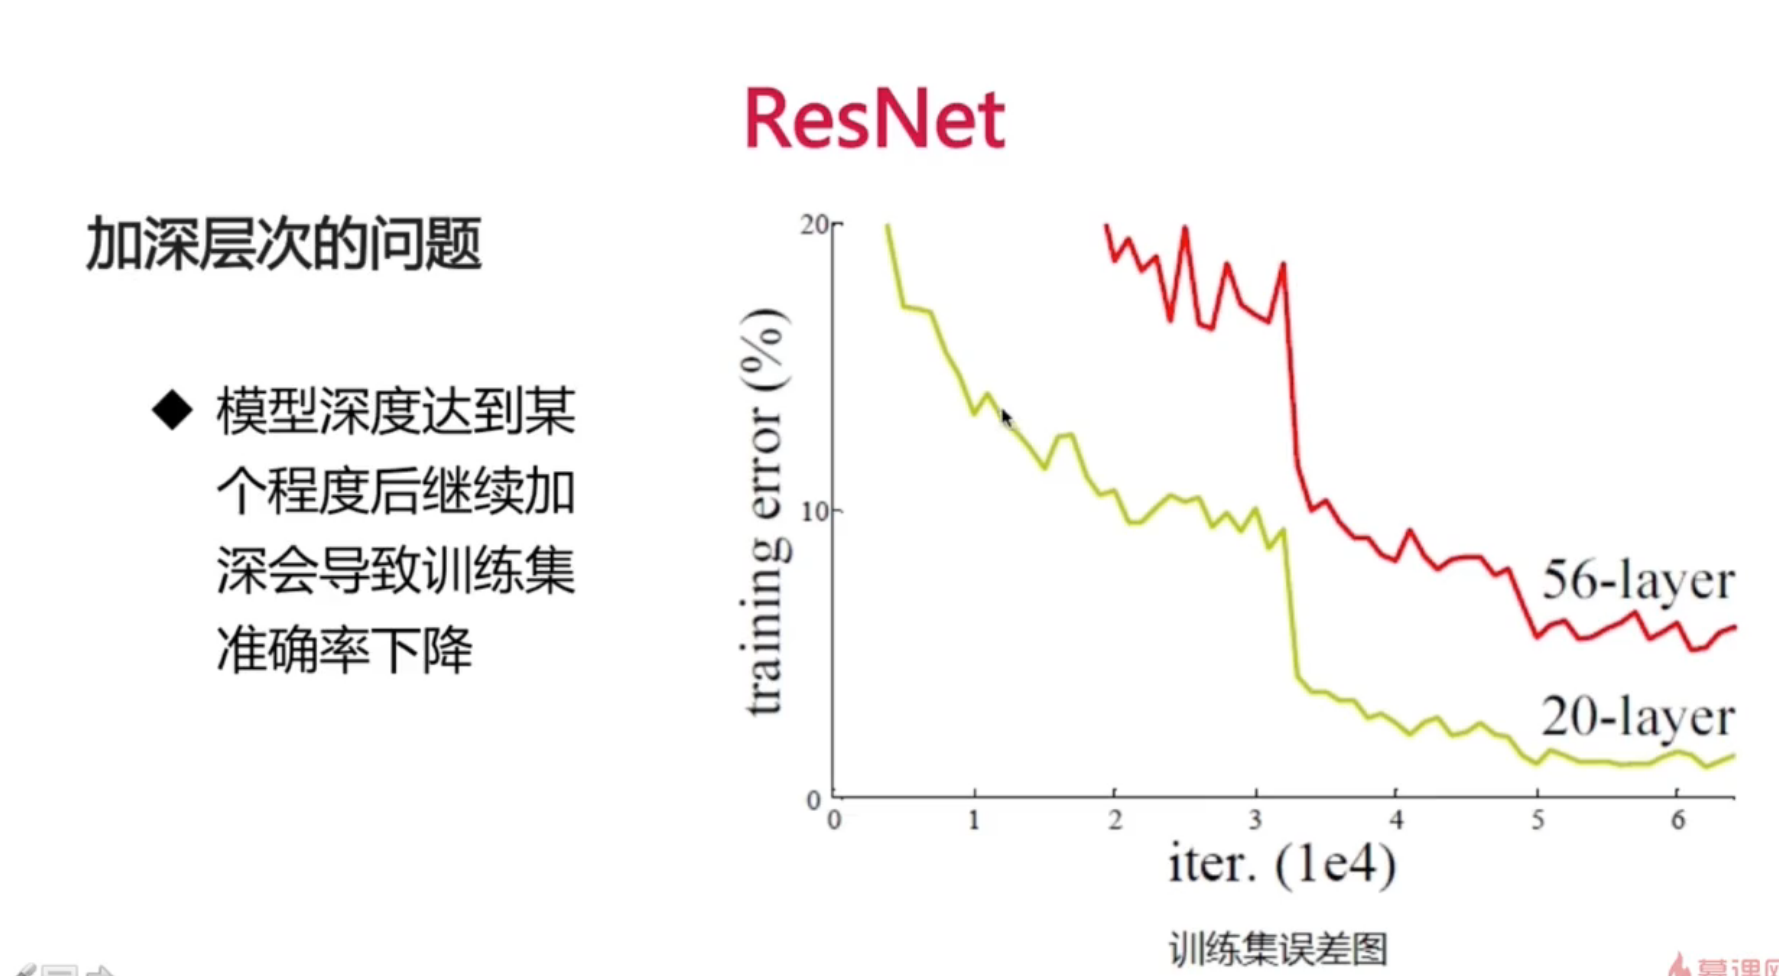 ResNet
加深层次的问题
◆ 模型深度达到某
个程度后继续加
深会导致训练集
准确率下降
training error (%)
20
10
0
56-layer
20-layer
0 1 2 3 4 5 6
iter. (1e4)
训练集误差图
慕课网